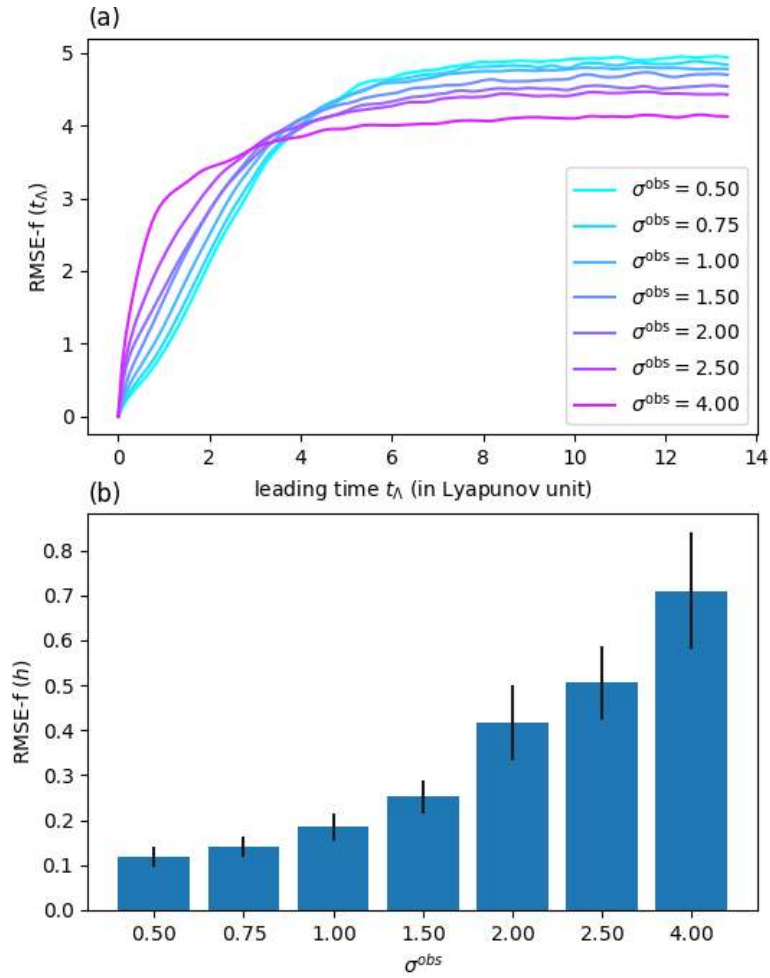 (a)
5
4
3
2
1
0
RMSE-f (tΛ)
σobs = 0.50
σobs = 0.75
σobs = 1.00
σobs = 1.50
σobs = 2.00
σobs = 2.50
σobs = 4.00
0 2 4 6 8 10 12 14
leading time tΛ (in Lyapunov unit)
(b)
0.8
0.7
0.6
0.5
0.4
0.3
0.2
0.1
0.0
RMSE-f (h)
0.50 0.75 1.00 1.50 2.00 2.50 4.00
σobs